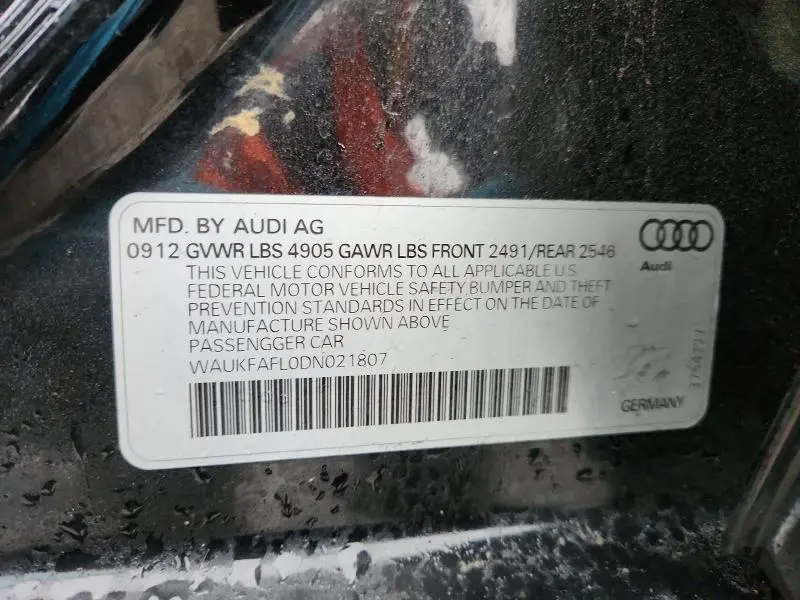 MFD. BY AUDI AG
0912 GVWR LBS 4905 GAWR LBS FRONT 2491/REAR 2546
THIS VEHICLE CONFORMS TO ALL APPLICABLE U.S.
FEDERAL MOTOR VEHICLE SAFETY,BUMPER AND THEFT
PREVENTION STANDARDS IN EFFECT ON THE DATE OF
MANUFACTURE SHOWN ABOVE
PASSENGGER CAR
WAUKFAFL0DN021807
Audi
GERMANY